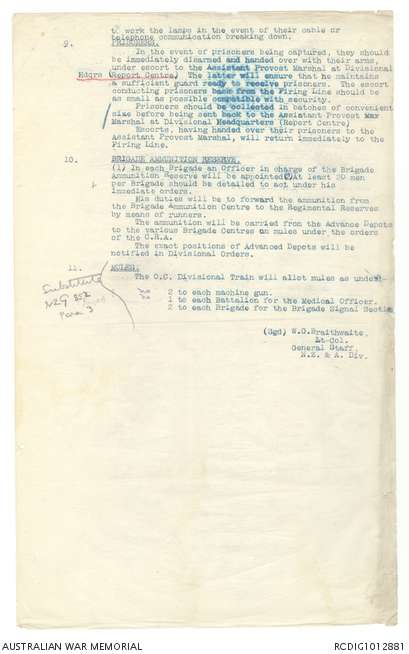 to work the lamps in the event of their cable or
telephone communication breaking down.
9. PRISONERS.
In the event of prisoners being captured, they should
be immediately disarmed and handed over with their arms,
under escort to the Assistant Provost Marshal at Divisional
Hdqrs (Report Centre) The latter will ensure that he maintains
a sufficient guard ready to receive prisoners. The escort
conducting prisoners back from the Firing Line should be
as small as possible compatible with security.
Prisoners should be collected in batches of convenient
size before being sent back to the Assistant Provost War
Marshal at Divisional Headquarters (Report Centre)
Escorts, having handed over their prisoners to the
Assistant Provost Marshal, will return immediately to the
Firing Line.
10. BRIGADE AMMUNITION RESERVE.
(1) In each Brigade an Officer in charge of the Brigade
Ammunition Reserve will be appointed. At least 20 men
per Brigade should be detailed to act under his
immediate orders.
His duties will be to forward the ammunition from
the Brigade Ammunition Centre to the Regimental Reserves
by means of runners.
The ammunition will be carried from the Advance Depots
to the various Brigade Centres on mules under the orders
of the C.R.A.
The exact positions of Advanced Depots will be
notified in Divisional Orders.
11. MULES.
The O.C. Divisional Train will allot mules as under-
Substitute
NZG 252
Para 3
2 to each machine gun.
1 to each Battalion for the Medical Officer.
2 to each Brigade for the Brigade Signal Section
(Sgd) W.G.Braithwaite.
Lt-Col.
General Staff
N.Z. & A. Div.
AUSTRALIAN WAR MEMORIAL
RCDIG1012881